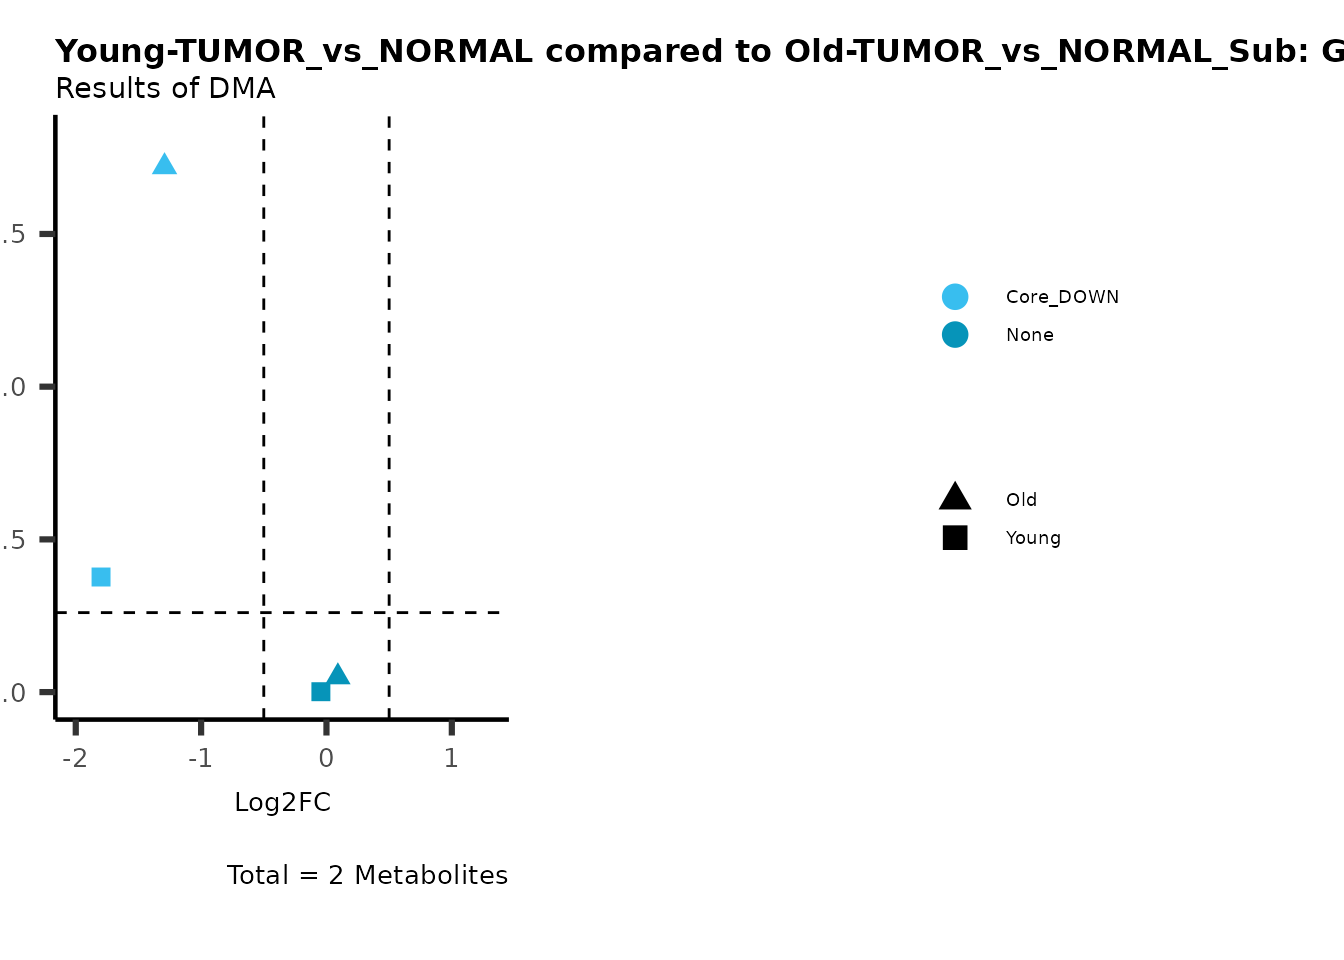 Young-TUMOR_vs_NORMAL compared to Old-TUMOR_vs_NORMAL_Sub: G
Results of DMA
.5
.0
.5
.0
-2 -1 0 1
Log2FC
Total = 2 Metabolites
Core_DOWN
None
Old
Young